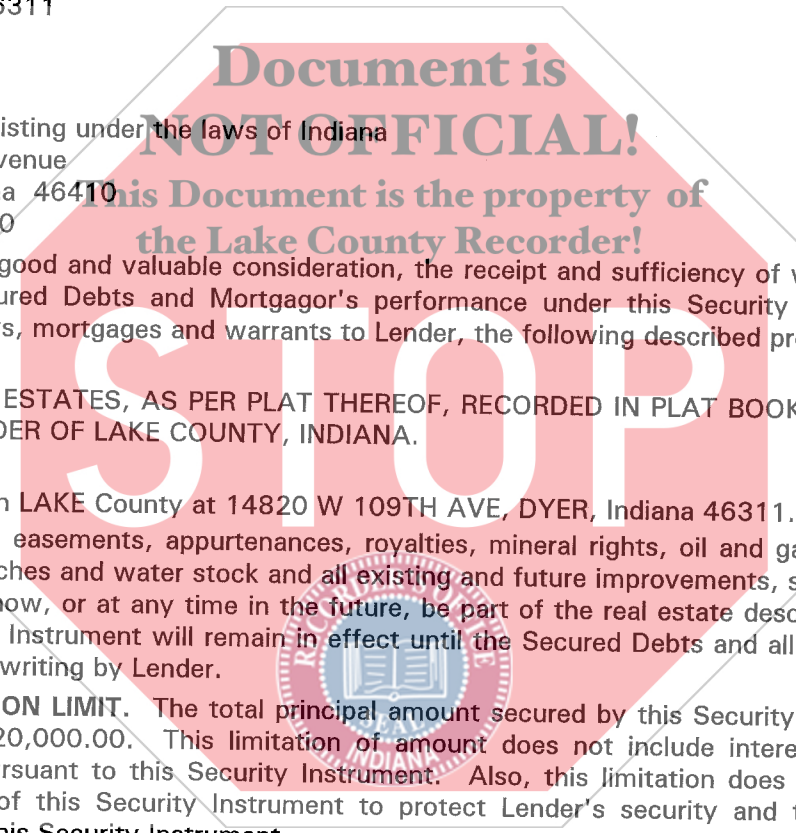 6311
Document is
NOT OFFICIAL!
isting under the laws of Indiana
venue
This Document is the property of
a 46410
0
the Lake County Recorder!
good and valuable consideration, the receipt and sufficiency of
ured Debts and Mortgagor's performance under this Security
s, mortgages and warrants to Lender, the following described pr
STOP
ESTATES, AS PER PLAT THEREOF, RECORDED IN PLAT BOOK
DER OF LAKE COUNTY, INDIANA.
n LAKE County at 14820 W 109TH AVE, DYER, Indiana 46311.
easements, appurtenances, royalties, mineral rights, oil and ga
ches and water stock and all existing and future improvements, s
now, or at any time in the future, be part of the real estate desc
Instrument will remain in effect until the Secured Debts and all
writing by Lender.
RECORDER'S OFFICE
SEAL
INDIANA
ON LIMIT. The total principal amount secured by this Security
20,000.00. This limitation of amount does not include intere
rsuant to this Security Instrument. Also, this limitation does
of this Security Instrument to protect Lender's security and
his Security Instrument